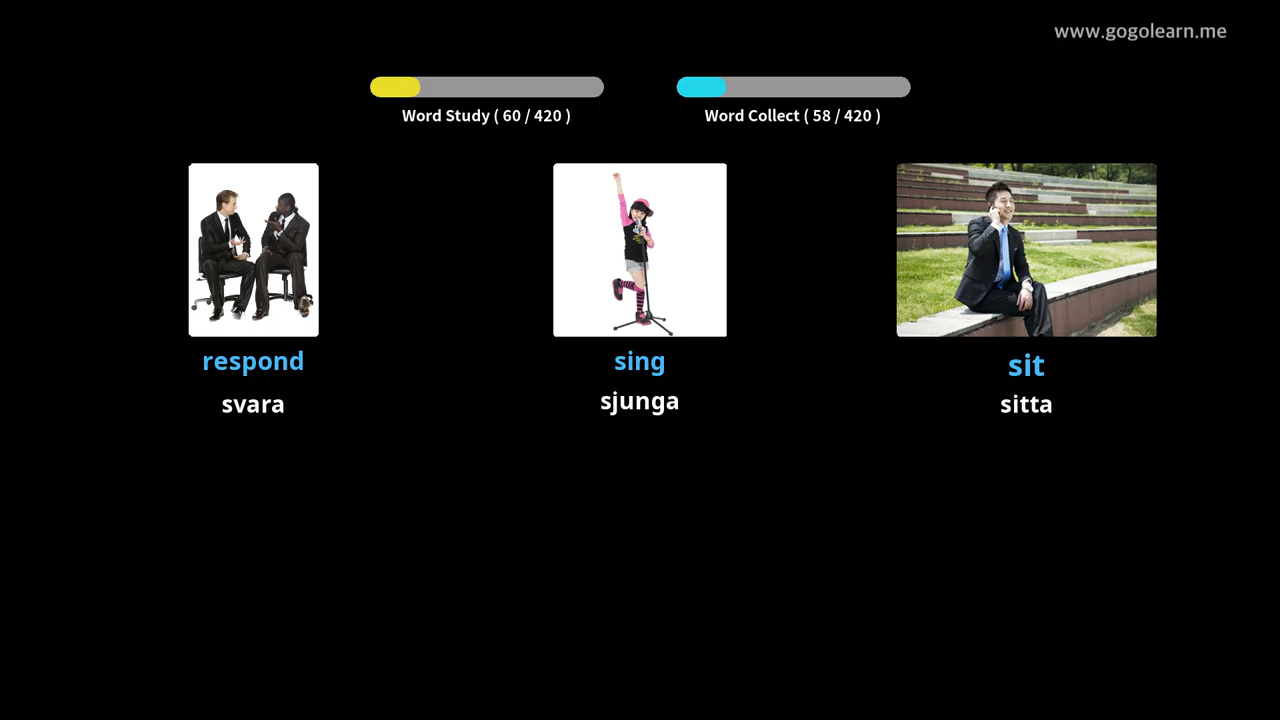 www.gogolearn.me
Word Study ( 60 / 420 )
Word Collect ( 58 / 420 )
respond
svara
sing
sjunga
sit
sitta